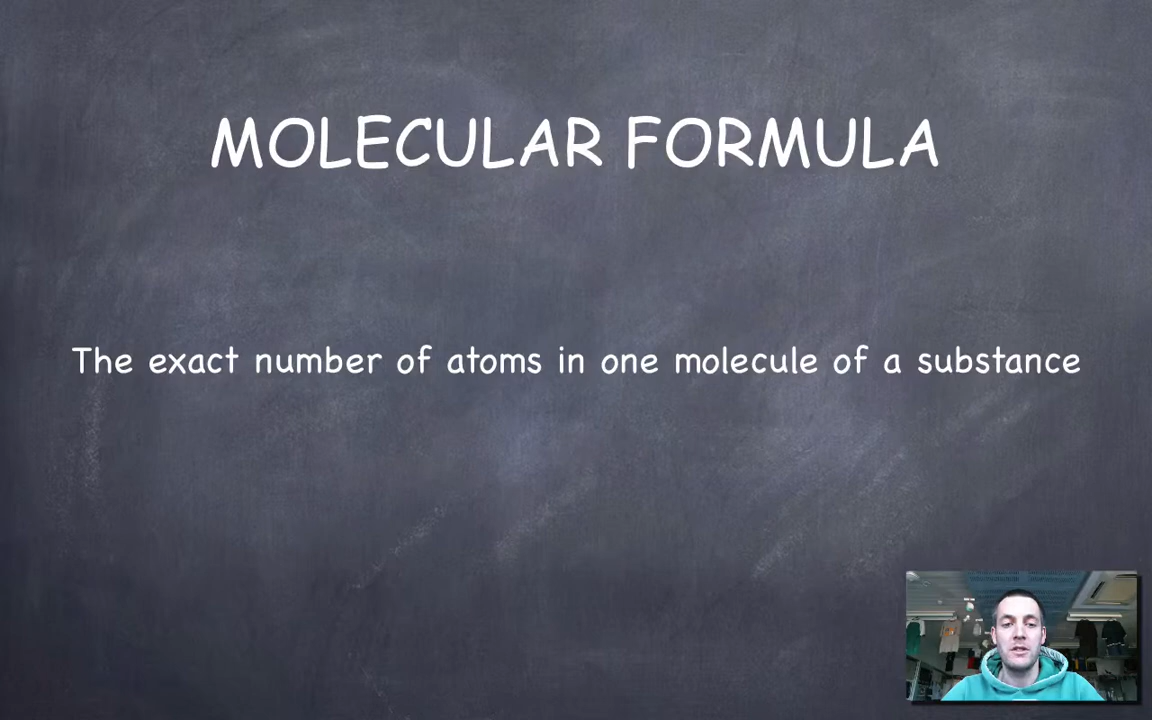 MOLECULAR FORMULA
The exact number of atoms in one molecule of a substance